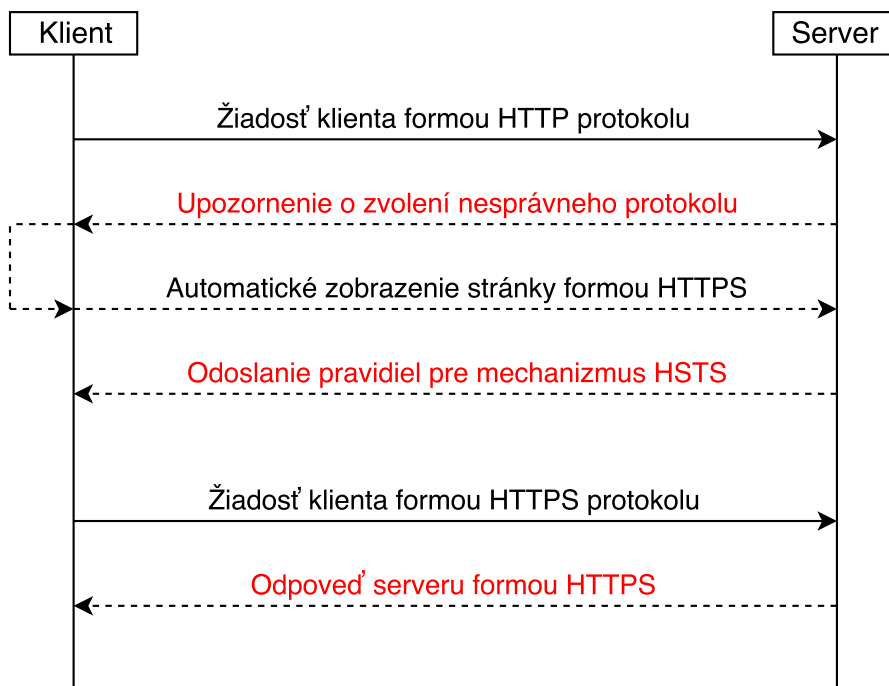 Klient
Server
Žiadosť klienta formou HTTP protokolu
Upozornenie o zvolení nesprávneho protokolu
Automatické zobrazenie stránky formou HTTPS
Odoslanie pravidiel pre mechanizmus HSTS
Žiadosť klienta formou HTTPS protokolu
Odpoveď serveru formou HTTPS